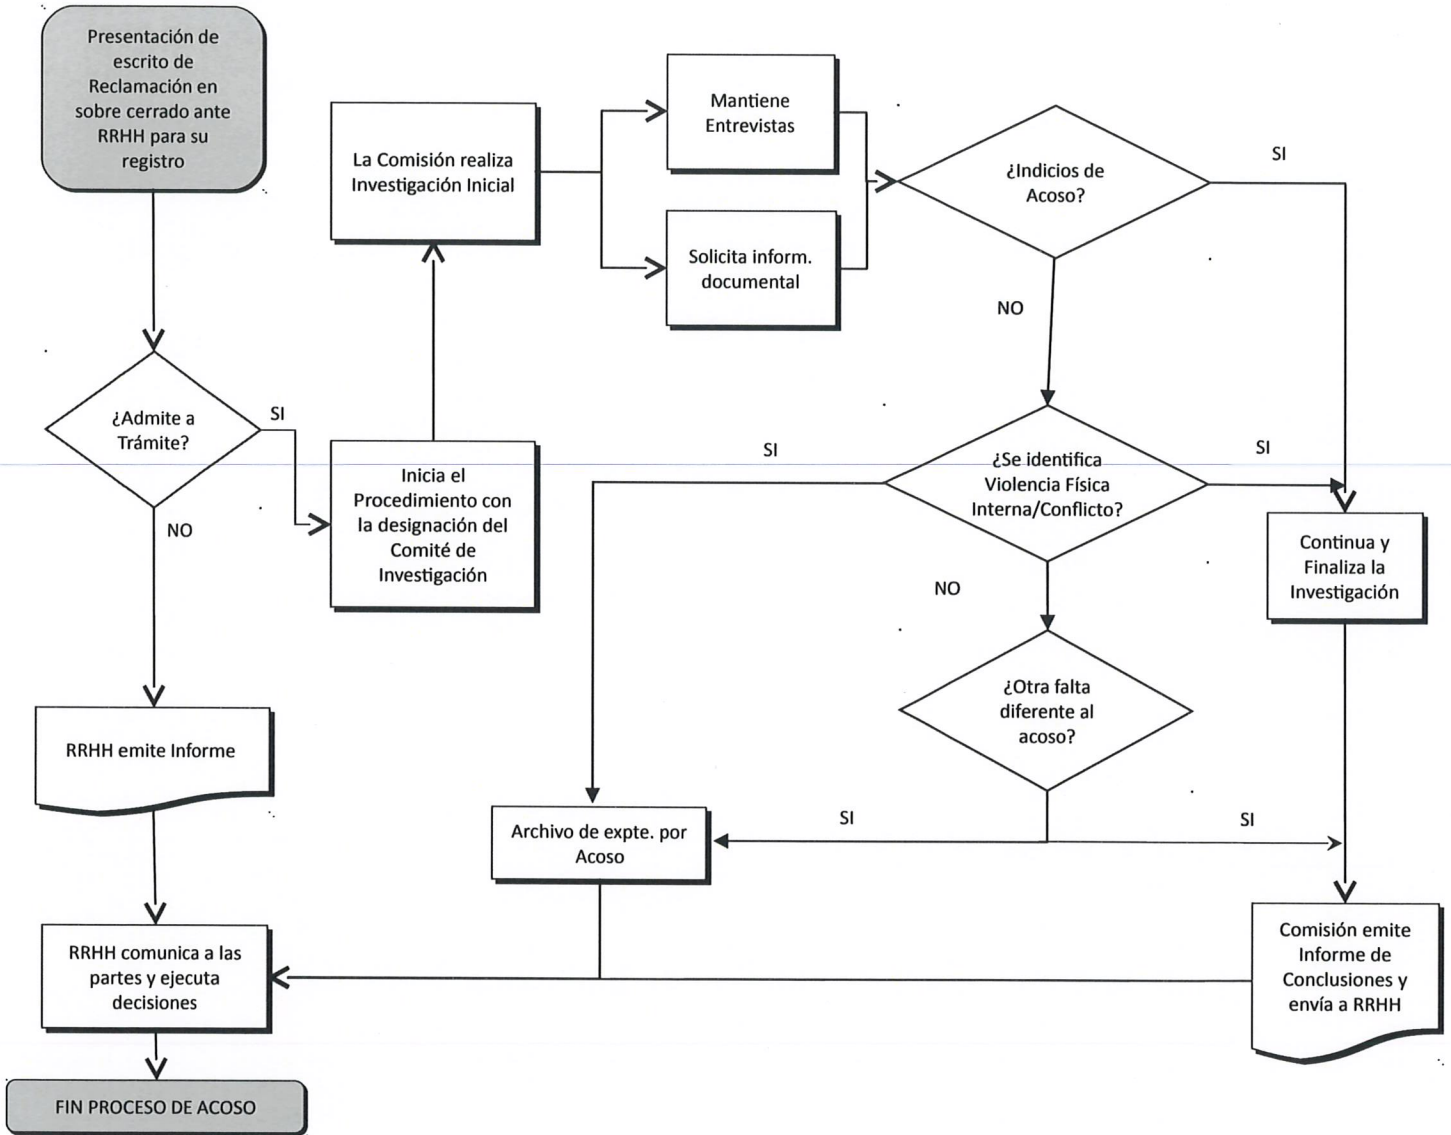 Presentación de
escrito de
Reclamación en
sobre cerrado ante
RRHH para su
registro
¿Admite a
Trámite?
SI
NO
Inicia el
Procedimiento con
la designación del
Comité de
Investigación
La Comisión realiza
Investigación Inicial
Mantiene
Entrevistas
Solicita inform.
documental
¿Indicios de
Acoso?
SI
NO
¿Se identifica
Violencia Física
Interna/Conflicto?
SI
SI
NO
Continua y
Finaliza la
Investigación
¿Otra falta
diferente al
acoso?
SI
SI
RRHH emite Informe
Archivo de expte. por
Acoso
Comisión emite
Informe de
Conclusiones y
envía a RRHH
RRHH comunica a las
partes y ejecuta
decisiones
FIN PROCESO DE ACOSO